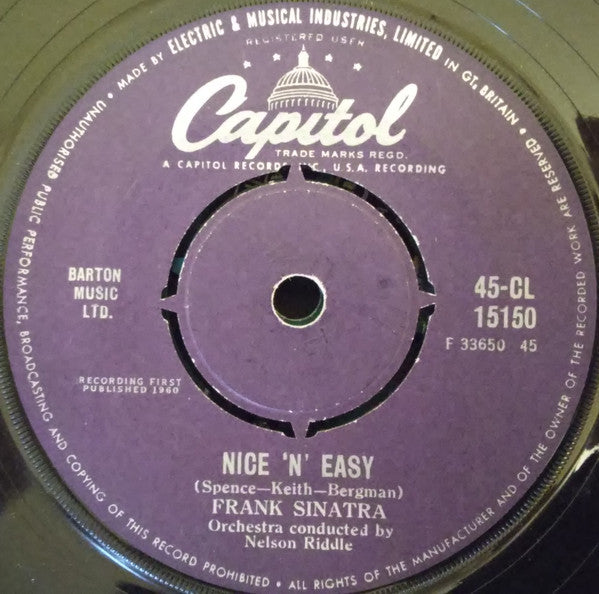 MADE BY ELECTRIC & MUSICAL INDUSTRIES, LIMITED IN GT. BRITAIN • ALL RIGHTS OF THE MANUFACTURER AND OF THE OWNER OF THE RECORDED WORK ARE RESERVED •
UNAUTHORISED PUBLIC PERFORMANCE, BROADCASTING AND COPYING OF THIS RECORD PROHIBITED •
REGISTERED USER
Capitol
TRADE MARKS REGD.
A CAPITOL RECORDS INC., U.S.A. RECORDING
BARTON
MUSIC
LTD.
45-CL
15150
F 33650 45
RECORDING FIRST
PUBLISHED 1960
NICE 'N' EASY
(Spence—Keith—Bergman)
FRANK SINATRA
Orchestra conducted by
Nelson Riddle